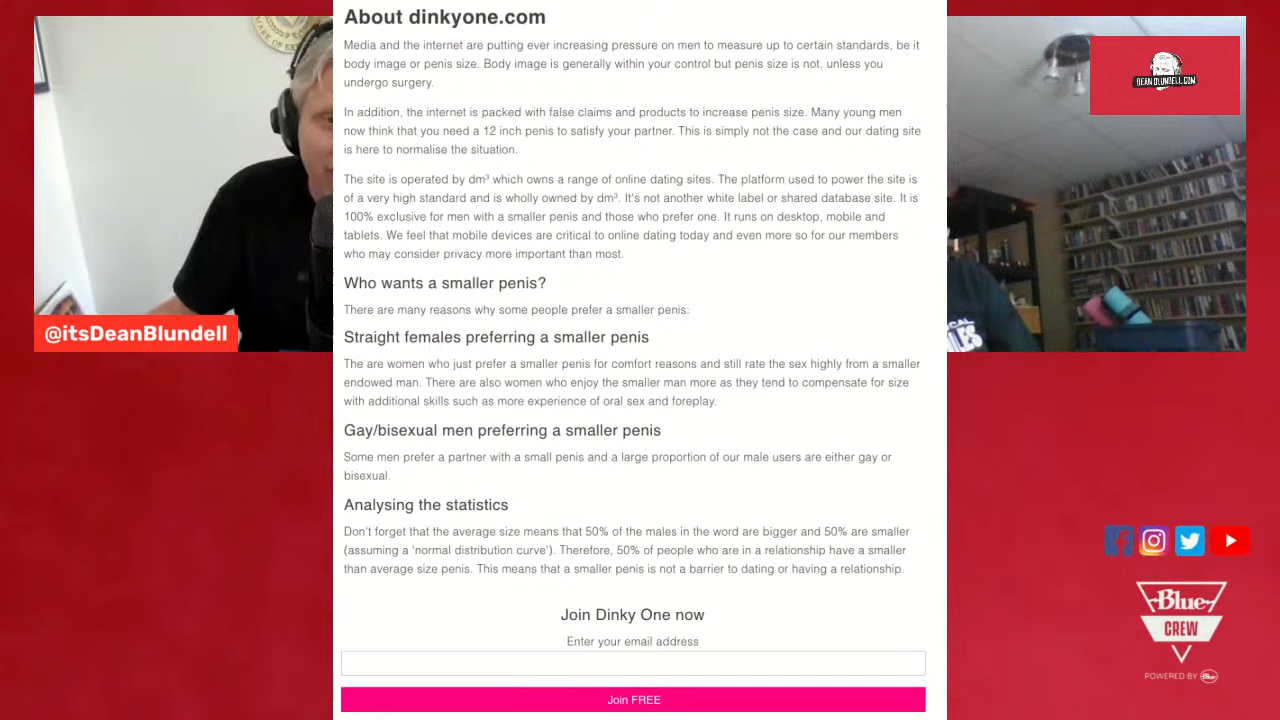 About dinkyone.com
Media and the internet are putting ever increasing pressure on men to measure up to certain standards, be it
body image or penis size. Body image is generally within your control but penis size is not, unless you
undergo surgery.
In addition, the internet is packed with false claims and products to increase penis size. Many young men
now think that you need a 12 inch penis to satisfy your partner. This is simply not the case and our dating site
is here to normalise the situation.
The site is operated by dm³ which owns a range of online dating sites. The platform used to power the site is
of a very high standard and is wholly owned by dm³. It's not another white label or shared database site. It is
100% exclusive for men with a smaller penis and those who prefer one. It runs on desktop, mobile and
tablets. We feel that mobile devices are critical to online dating today and even more so for our members
who may consider privacy more important than most.
Who wants a smaller penis?
There are many reasons why some people prefer a smaller penis:
Straight females preferring a smaller penis
The are women who just prefer a smaller penis for comfort reasons and still rate the sex highly from a smaller
endowed man. There are also women who enjoy the smaller man more as they tend to compensate for size
with additional skills such as more experience of oral sex and foreplay.
Gay/bisexual men preferring a smaller penis
Some men prefer a partner with a small penis and a large proportion of our male users are either gay or
bisexual.
Analysing the statistics
Don't forget that the average size means that 50% of the males in the word are bigger and 50% are smaller
(assuming a 'normal distribution curve'). Therefore, 50% of people who are in a relationship have a smaller
than average size penis. This means that a smaller penis is not a barrier to dating or having a relationship.
Join Dinky One now
Enter your email address
Join FREE
@itsDeanBlundell
DEANBLUNDELL.COM
Blue
CREW
POWERED BY Blue